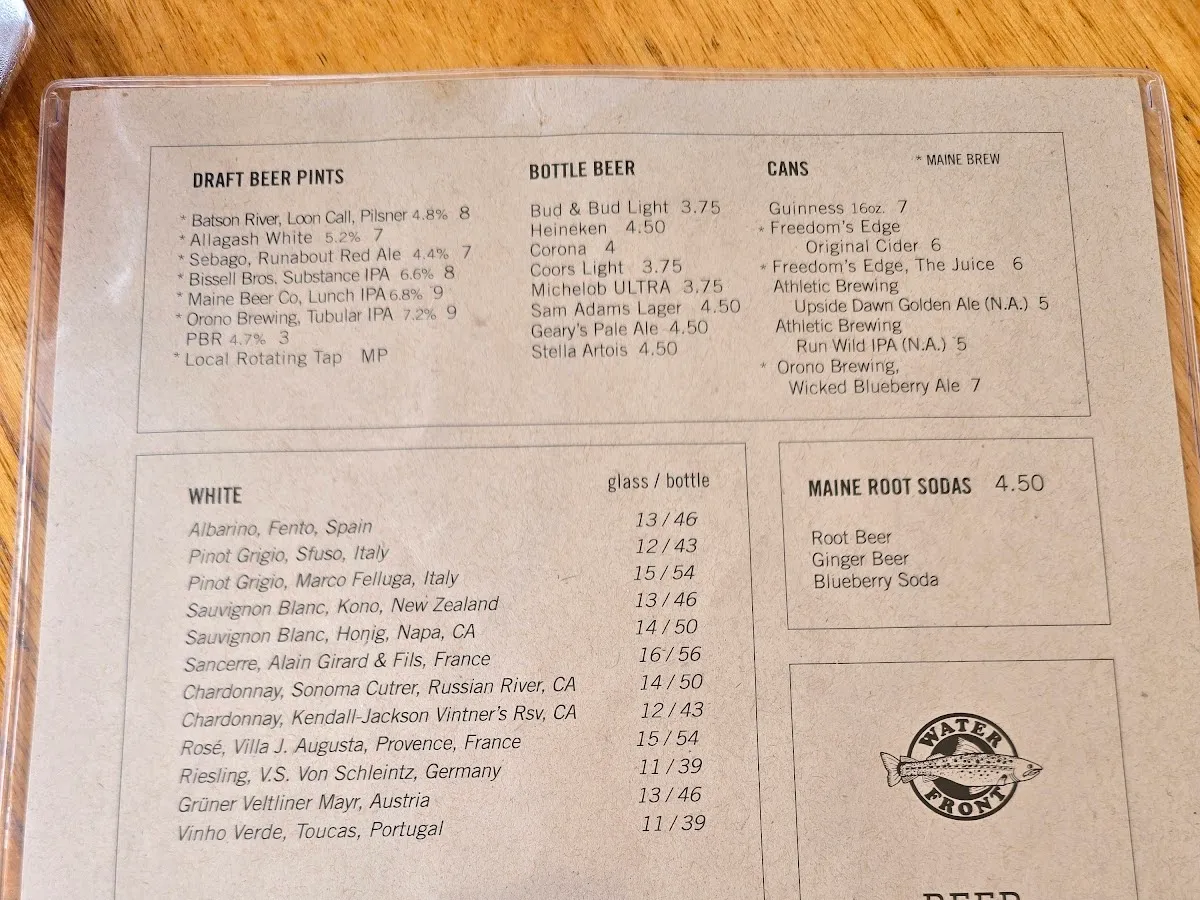 DRAFT BEER PINTS
* Batson River, Loon Call, Pilsner 4.8% 8
* Allagash White 5.2% 7
* Sebago, Runabout Red Ale 4.4% 7
* Bissell Bros. Substance IPA 6.6% 8
* Maine Beer Co, Lunch IPA 6.8% 9
* Orono Brewing, Tubular IPA 7.2% 9
PBR 4.7% 3
* Local Rotating Tap MP
BOTTLE BEER
Bud & Bud Light 3.75
Heineken 4.50
Corona 4
Coors Light 3.75
Michelob ULTRA 3.75
Sam Adams Lager 4.50
Geary's Pale Ale 4.50
Stella Artois 4.50
CANS
* MAINE BREW
Guinness 16oz. 7
* Freedom's Edge
Original Cider 6
* Freedom's Edge, The Juice 6
Athletic Brewing
Upside Dawn Golden Ale (N.A.) 5
Athletic Brewing
Run Wild IPA (N.A.) 5
* Orono Brewing,
Wicked Blueberry Ale 7
WHITE glass / bottle
Albarino, Fento, Spain 13 / 46
Pinot Grigio, Sfuso, Italy 12 / 43
Pinot Grigio, Marco Felluga, Italy 15 / 54
Sauvignon Blanc, Kono, New Zealand 13 / 46
Sauvignon Blanc, Honig, Napa, CA 14 / 50
Sancerre, Alain Girard & Fils, France 16 / 56
Chardonnay, Sonoma Cutrer, Russian River, CA 14 / 50
Chardonnay, Kendall-Jackson Vintner's Rsv, CA 12 / 43
Rosé, Villa J. Augusta, Provence, France 15 / 54
Riesling, V.S. Von Schleintz, Germany 11 / 39
Grüner Veltliner Mayr, Austria 13 / 46
Vinho Verde, Toucas, Portugal 11 / 39
MAINE ROOT SODAS 4.50
Root Beer
Ginger Beer
Blueberry Soda
WATER
FRONT
BEER